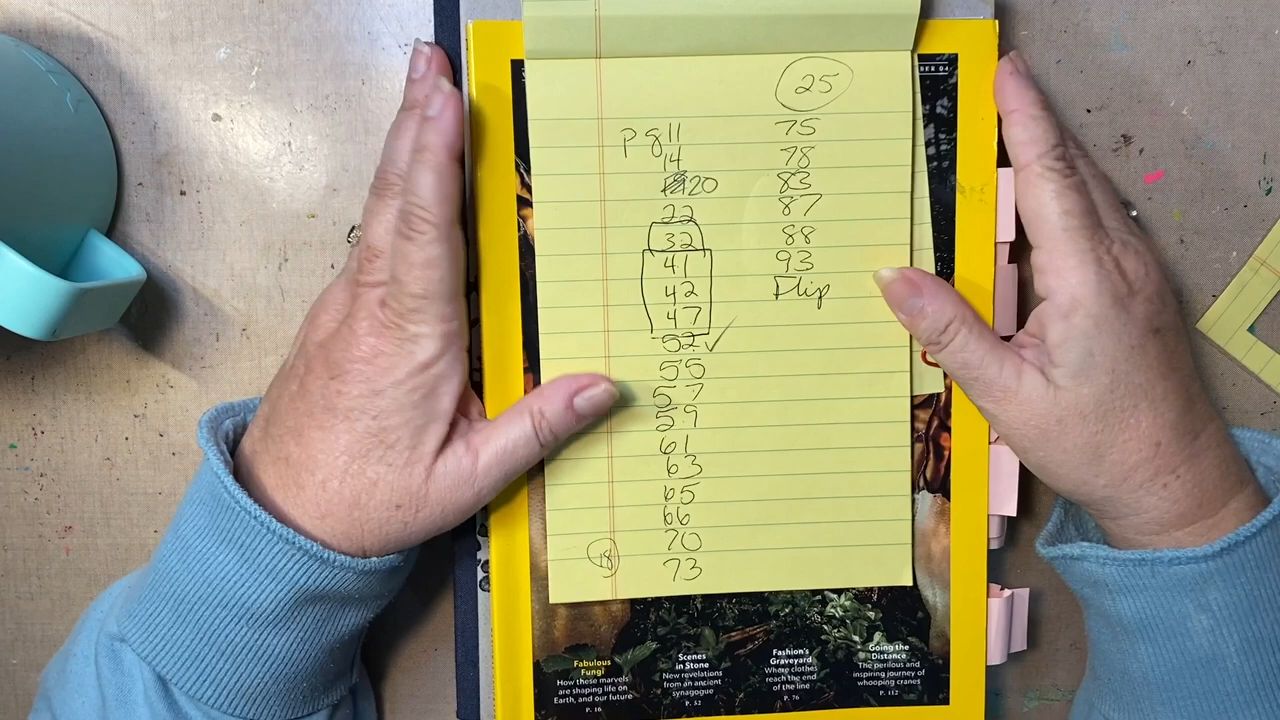 BER 04
25
pg 11
14
20
22
32
41
42
47
52 ✓
55
57
59
61
63
65
66
70
18
73
75
78
83
87
88
93
Flip
Fabulous
Fungi
How these marvels
are shaping life on
Earth, and our future
P. 16
Scenes
in Stone
New revelations
from an ancient
synagogue
P. 52
Fashion's
Graveyard
Where clothes
reach the end
of the line
P. 76
Going the
Distance
The perilous and
inspiring journey of
whooping cranes
P. 112